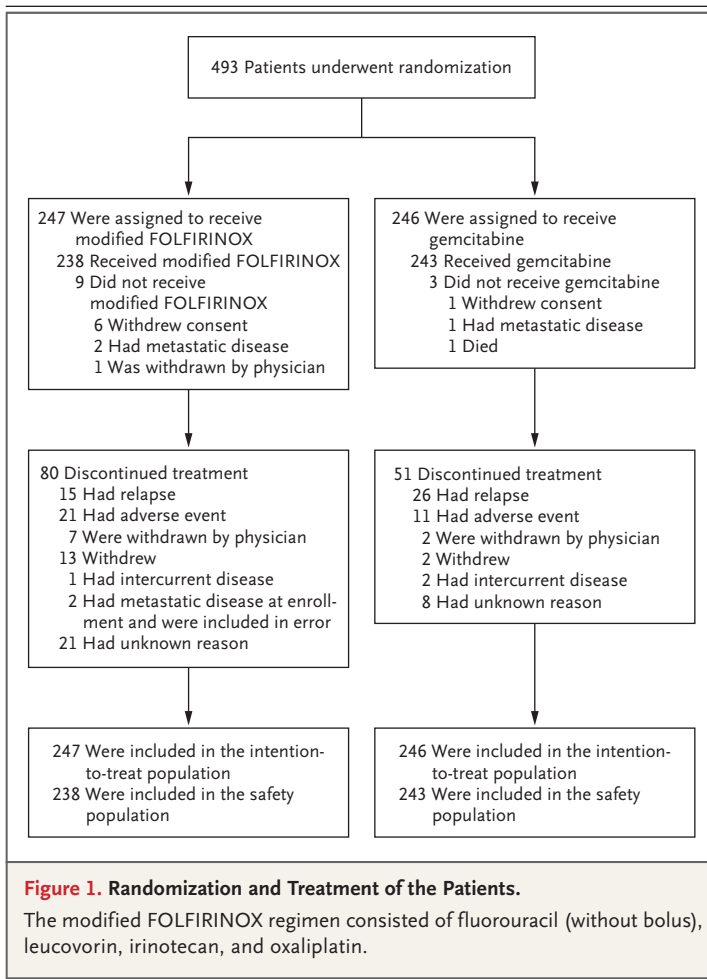 493 Patients underwent randomization
247 Were assigned to receive
modified FOLFIRINOX
238 Received modified FOLFIRINOX
9 Did not receive
modified FOLFIRINOX
6 Withdrew consent
2 Had metastatic disease
1 Was withdrawn by physician
246 Were assigned to receive
gemcitabine
243 Received gemcitabine
3 Did not receive gemcitabine
1 Withdrew consent
1 Had metastatic disease
1 Died
80 Discontinued treatment
15 Had relapse
21 Had adverse event
7 Were withdrawn by physician
13 Withdrew
1 Had intercurrent disease
2 Had metastatic disease at enroll-
ment and were included in error
21 Had unknown reason
51 Discontinued treatment
26 Had relapse
11 Had adverse event
2 Were withdrawn by physician
2 Withdrew
2 Had intercurrent disease
8 Had unknown reason
247 Were included in the intention-
to-treat population
238 Were included in the safety
population
246 Were included in the intention-
to-treat population
243 Were included in the safety
population
Figure 1. Randomization and Treatment of the Patients.
The modified FOLFIRINOX regimen consisted of fluorouracil (without bolus),
leucovorin, irinotecan, and oxaliplatin.